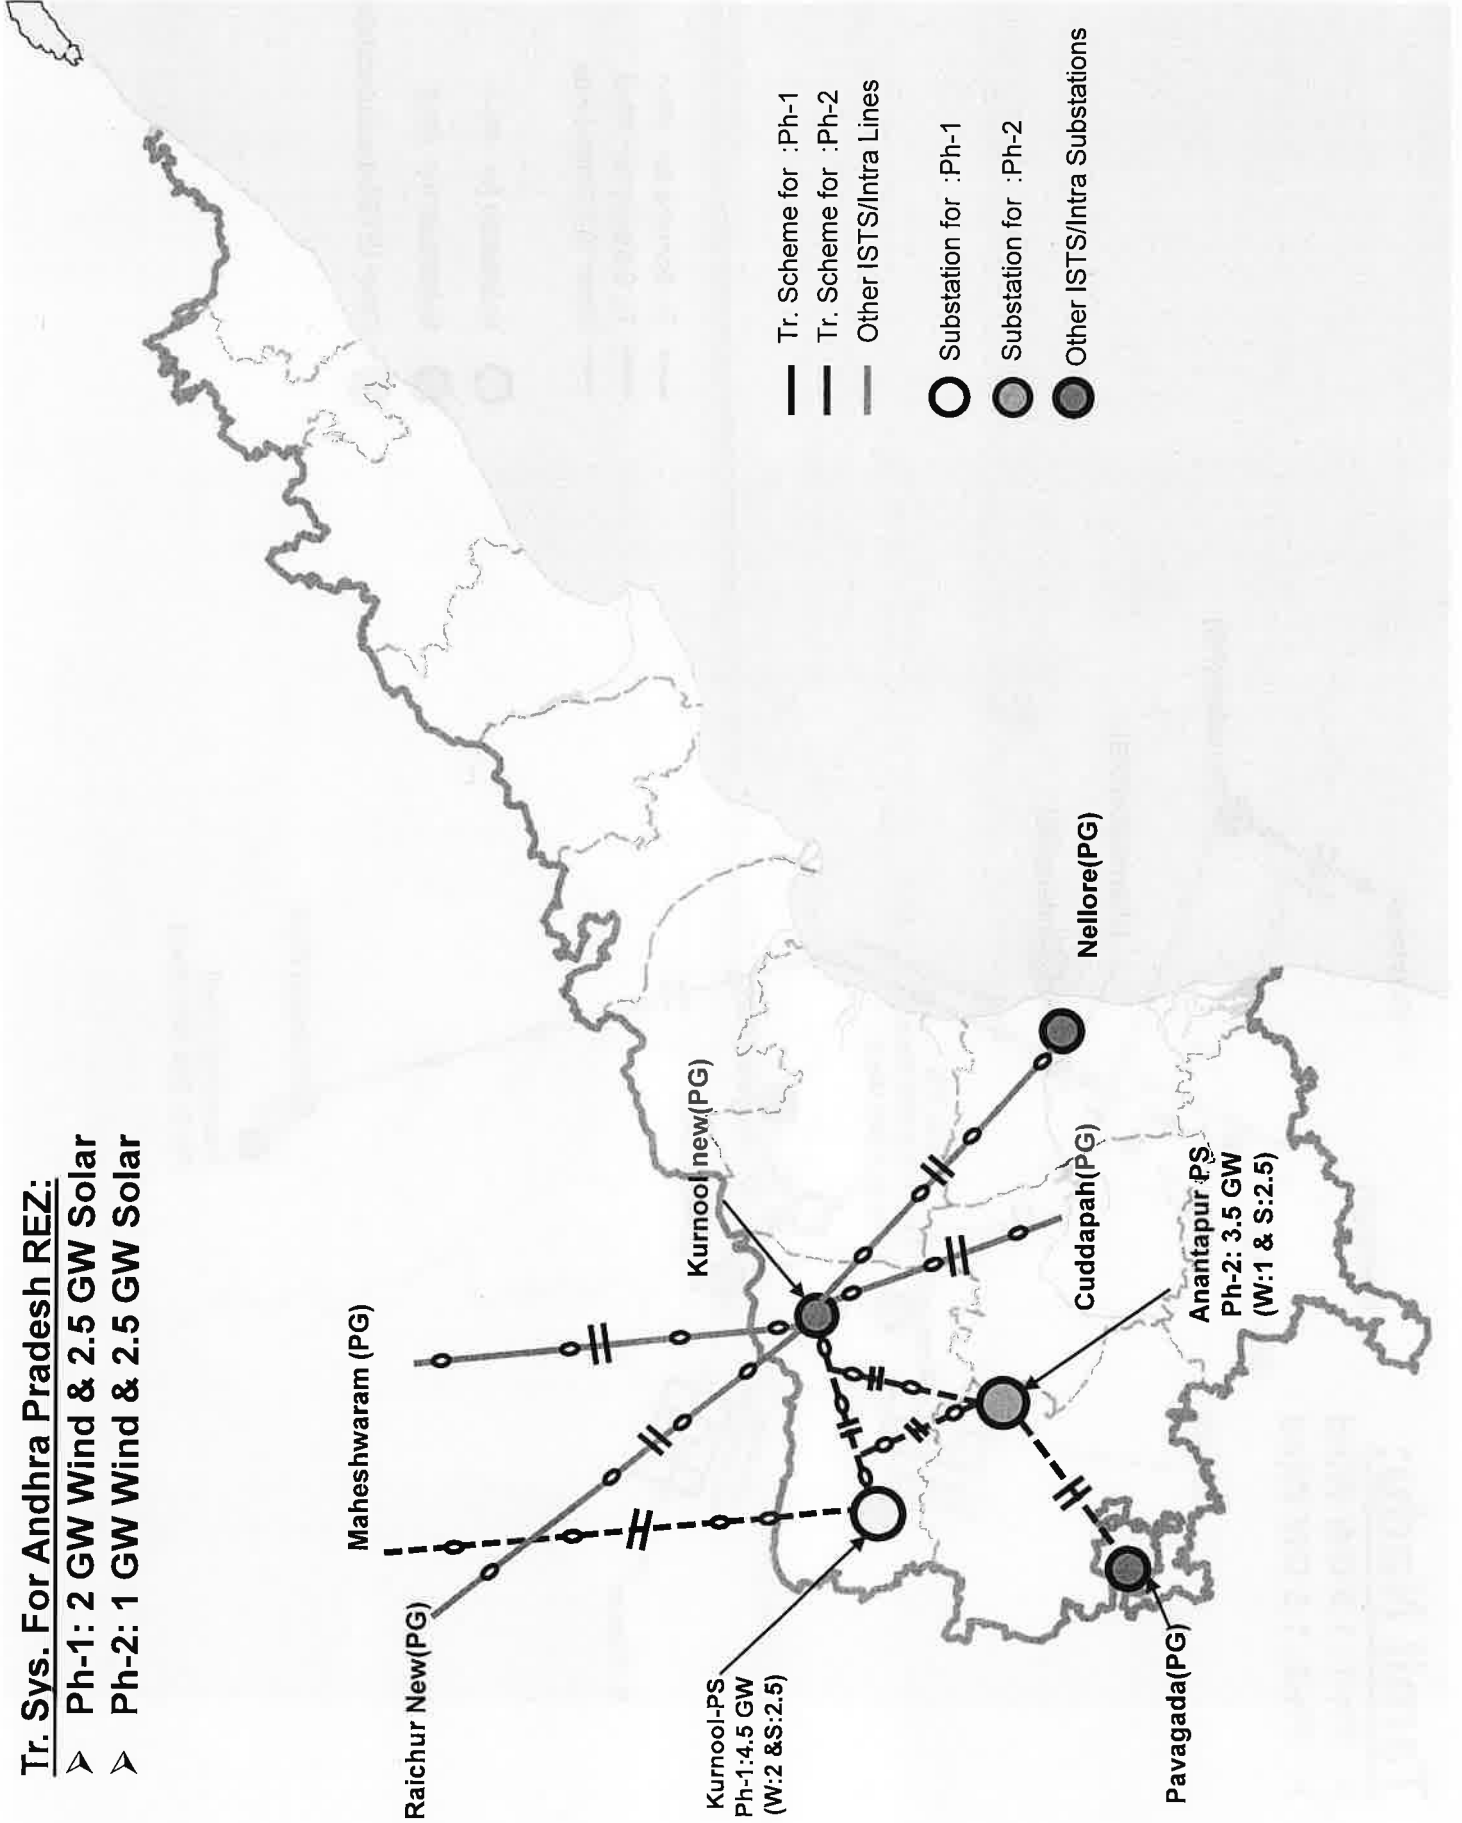 Tr. Sys. For Andhra Pradesh REZ:
➢ Ph-1: 2 GW Wind & 2.5 GW Solar
➢ Ph-2: 1 GW Wind & 2.5 GW Solar
Maheshwaram (PG)
Raichur New(PG)
Kurnool new(PG)
Kurnool-PS
Ph-1:4.5 GW
(W:2 &S:2.5)
Nellore(PG)
Cuddapah(PG)
Anantapur PS
Ph-2: 3.5 GW
(W:1 & S:2.5)
Pavagada(PG)
Tr. Scheme for :Ph-1
Tr. Scheme for :Ph-2
Other ISTS/Intra Lines
Substation for :Ph-1
Substation for :Ph-2
Other ISTS/Intra Substations